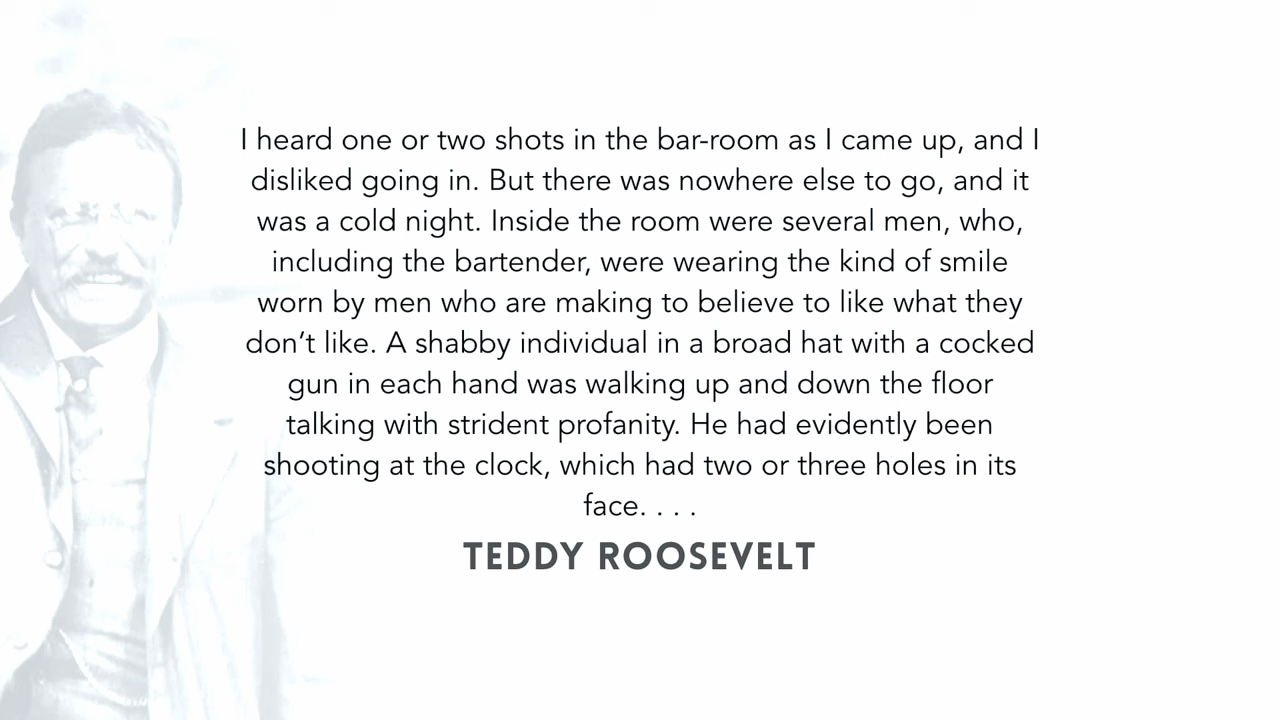 I heard one or two shots in the bar-room as I came up, and I
disliked going in. But there was nowhere else to go, and it
was a cold night. Inside the room were several men, who,
including the bartender, were wearing the kind of smile
worn by men who are making to believe to like what they
don’t like. A shabby individual in a broad hat with a cocked
gun in each hand was walking up and down the floor
talking with strident profanity. He had evidently been
shooting at the clock, which had two or three holes in its
face. . . .
TEDDY ROOSEVELT